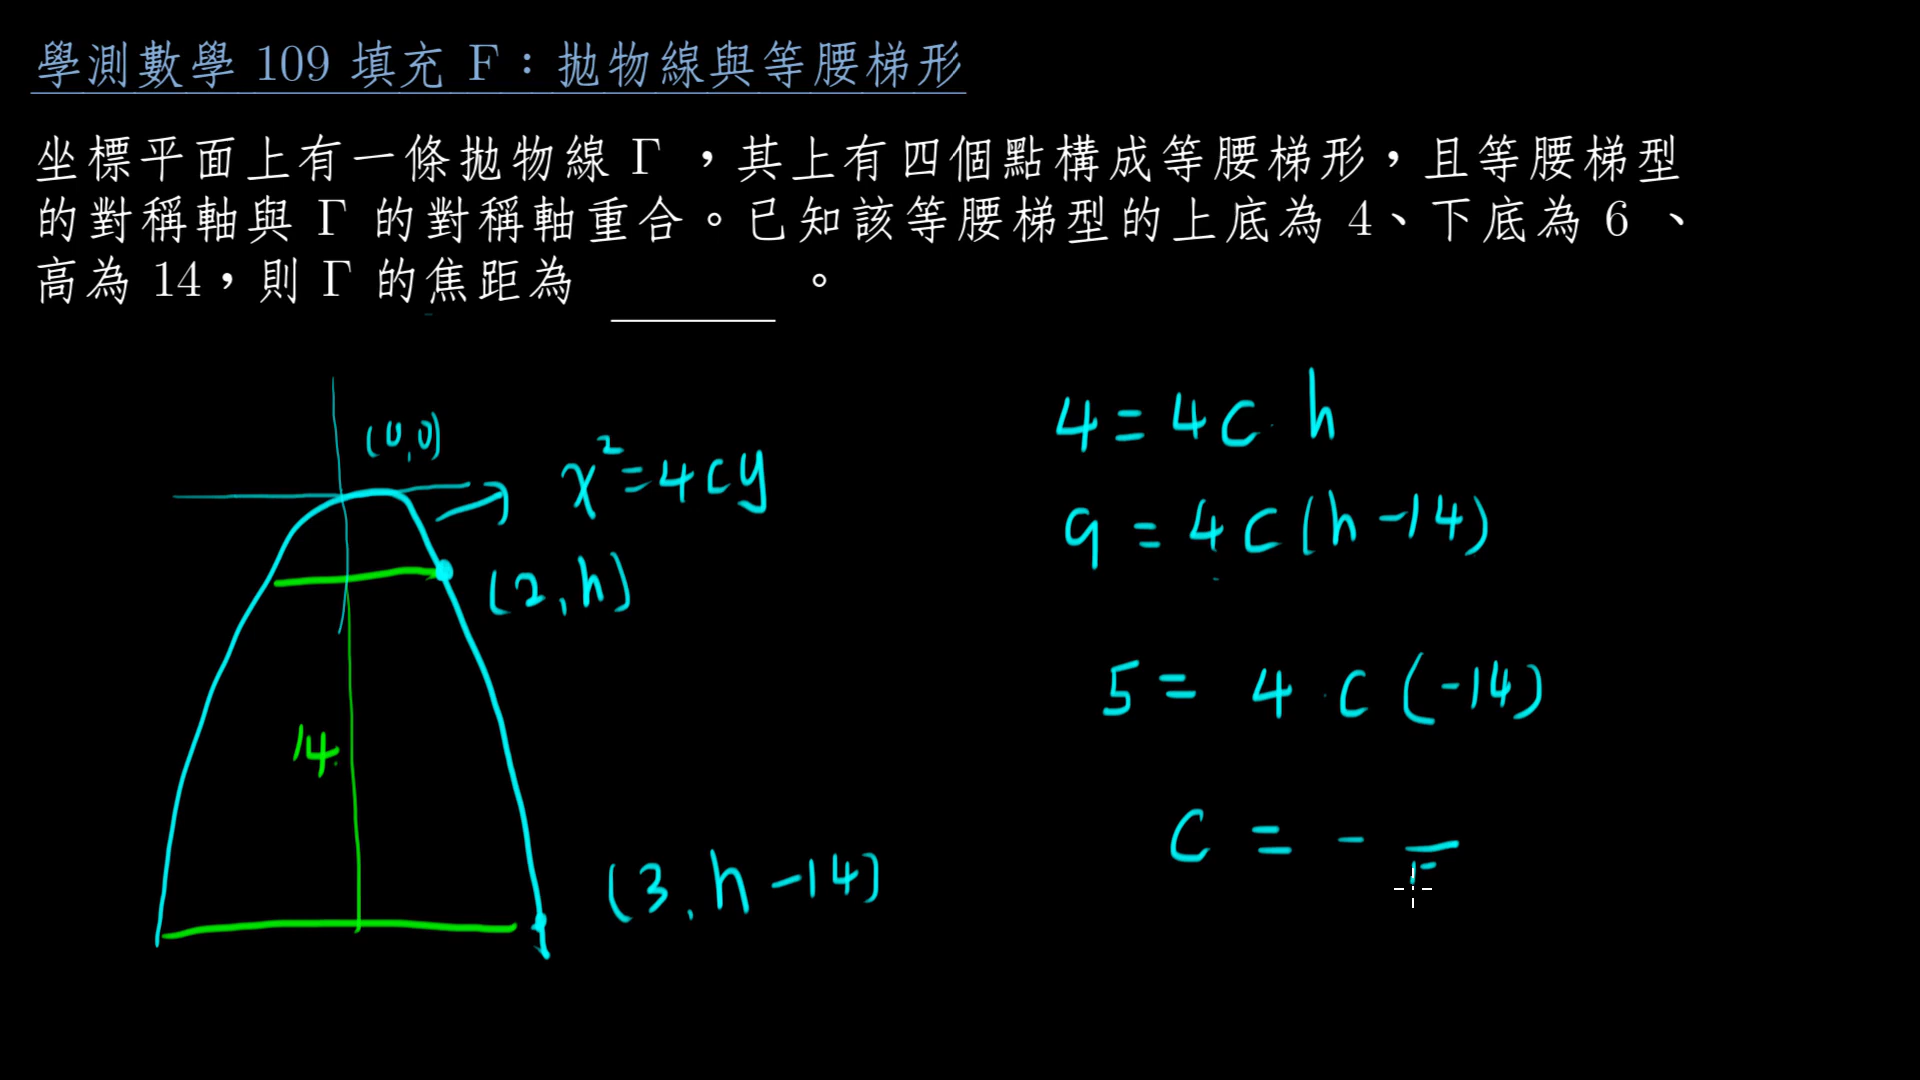 學測數學 109 填充 F：拋物線與等腰梯形
坐標平面上有一條拋物線 Γ ，其上有四個點構成等腰梯形，且等腰梯型
的對稱軸與 Γ 的對稱軸重合。已知該等腰梯型的上底為 4、下底為 6 、
高為 14，則 Γ 的焦距為 ______ 。
(0,0)
x²=4cy
(2,h)
14
(3,h-14)
4=4c·h
9=4c(h-14)
5=4·c(-14)
c=-